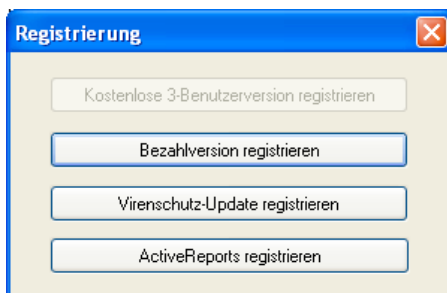 Registrierung
Kostenlose 3-Benutzerversion registrieren
Bezahlversion registrieren
Virenschutz-Update registrieren
ActiveReports registrieren